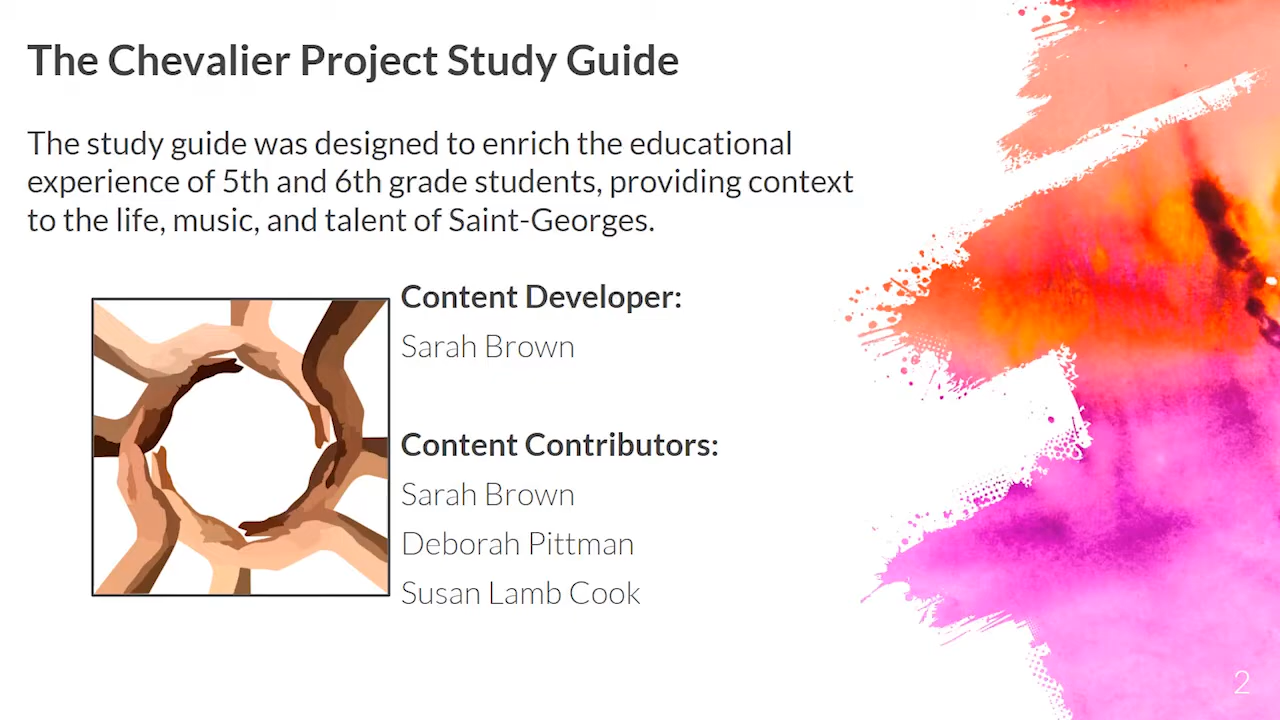 The Chevalier Project Study Guide
The study guide was designed to enrich the educational
experience of 5th and 6th grade students, providing context
to the life, music, and talent of Saint-Georges.
Content Developer:
Sarah Brown
Content Contributors:
Sarah Brown
Deborah Pittman
Susan Lamb Cook
2